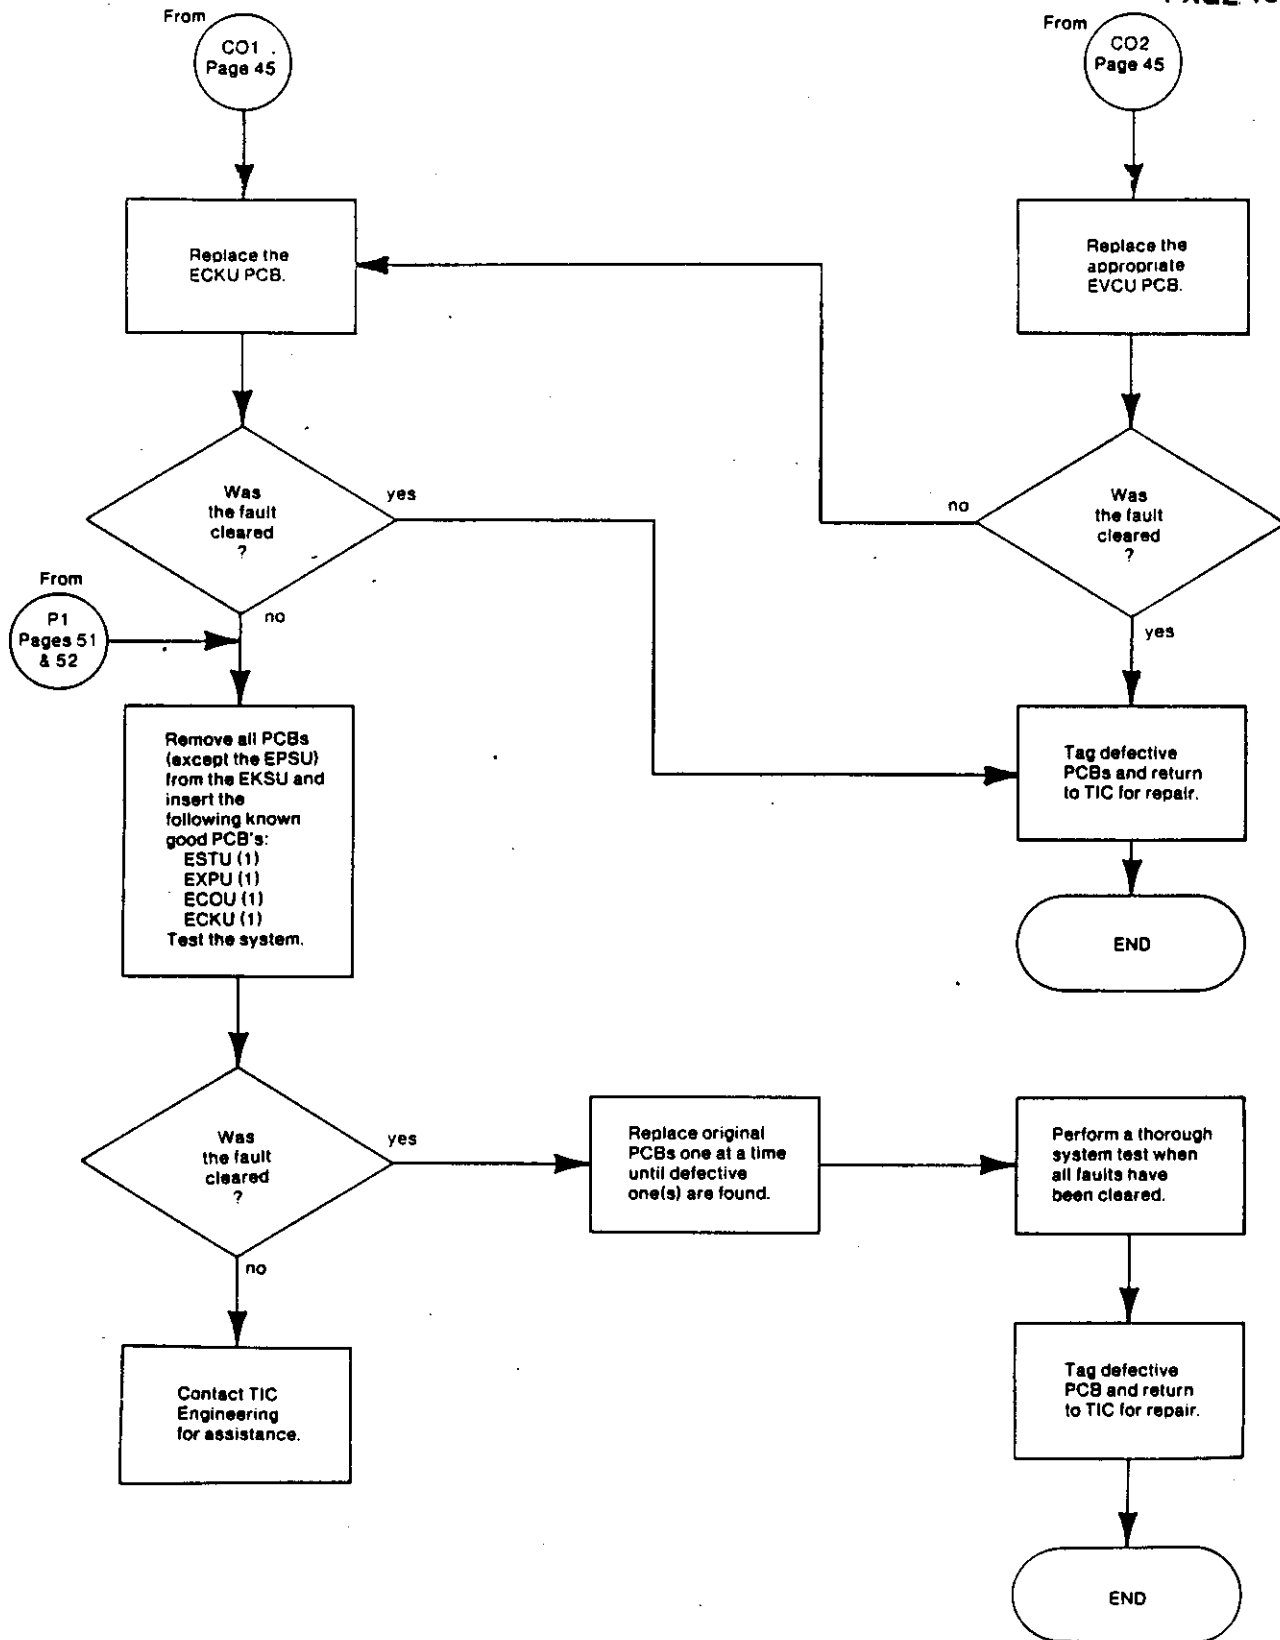 From
CO1
Page 45
From
CO2
Page 45
Replace the
ECKU PCB.
Replace the
appropriate
EVCU PCB.
Was
the fault
cleared
?
yes
no
Was
the fault
cleared
?
no
yes
From
P1
Pages 51
& 52
Remove all PCBs
(except the EPSU)
from the EKSU and
insert the
following known
good PCB's:
ESTU (1)
EXPU (1)
ECOU (1)
ECKU (1)
Test the system.
Tag defective
PCBs and return
to TIC for repair.
END
Was
the fault
cleared
?
yes
no
Replace original
PCBs one at a time
until defective
one(s) are found.
Perform a thorough
system test when
all faults have
been cleared.
Contact TIC
Engineering
for assistance.
Tag defective
PCB and return
to TIC for repair.
END